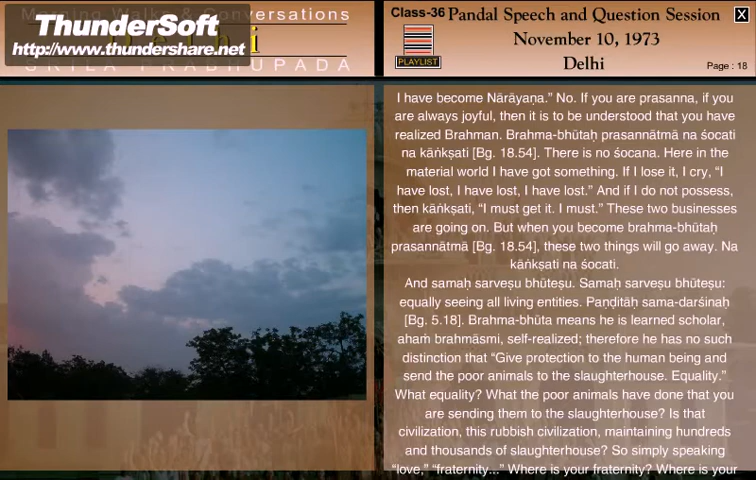 Morning Walks & Conversations
ThunderSoft
http://www.thundershare.net
SRILA PRABHUPADA
Class-36 Pandal Speech and Question Session
November 10, 1973
Delhi
PLAYLIST
X
Page : 18
I have become Nārāyaṇa.” No. If you are prasanna, if you
are always joyful, then it is to be understood that you have
realized Brahman. Brahma-bhūtaḥ prasannātmā na śocati
na kāṅkṣati [Bg. 18.54]. There is no śocana. Here in the
material world I have got something. If I lose it, I cry, “I
have lost, I have lost, I have lost.” And if I do not possess,
then kāṅkṣati, “I must get it. I must.” These two businesses
are going on. But when you become brahma-bhūtaḥ
prasannātmā [Bg. 18.54], these two things will go away. Na
kāṅkṣati na śocati.
And samaḥ sarveṣu bhūteṣu. Samaḥ sarveṣu bhūteṣu:
equally seeing all living entities. Paṇḍitāḥ sama-darśinaḥ
[Bg. 5.18]. Brahma-bhūta means he is learned scholar,
ahaṁ brahmāsmi, self-realized; therefore he has no such
distinction that “Give protection to the human being and
send the poor animals to the slaughterhouse. Equality.”
What equality? What the poor animals have done that you
are sending them to the slaughterhouse? Is that
civilization, this rubbish civilization, maintaining hundreds
and thousands of slaughterhouse? So simply speaking
“love,” “fraternity...” Where is your fraternity? Where is your